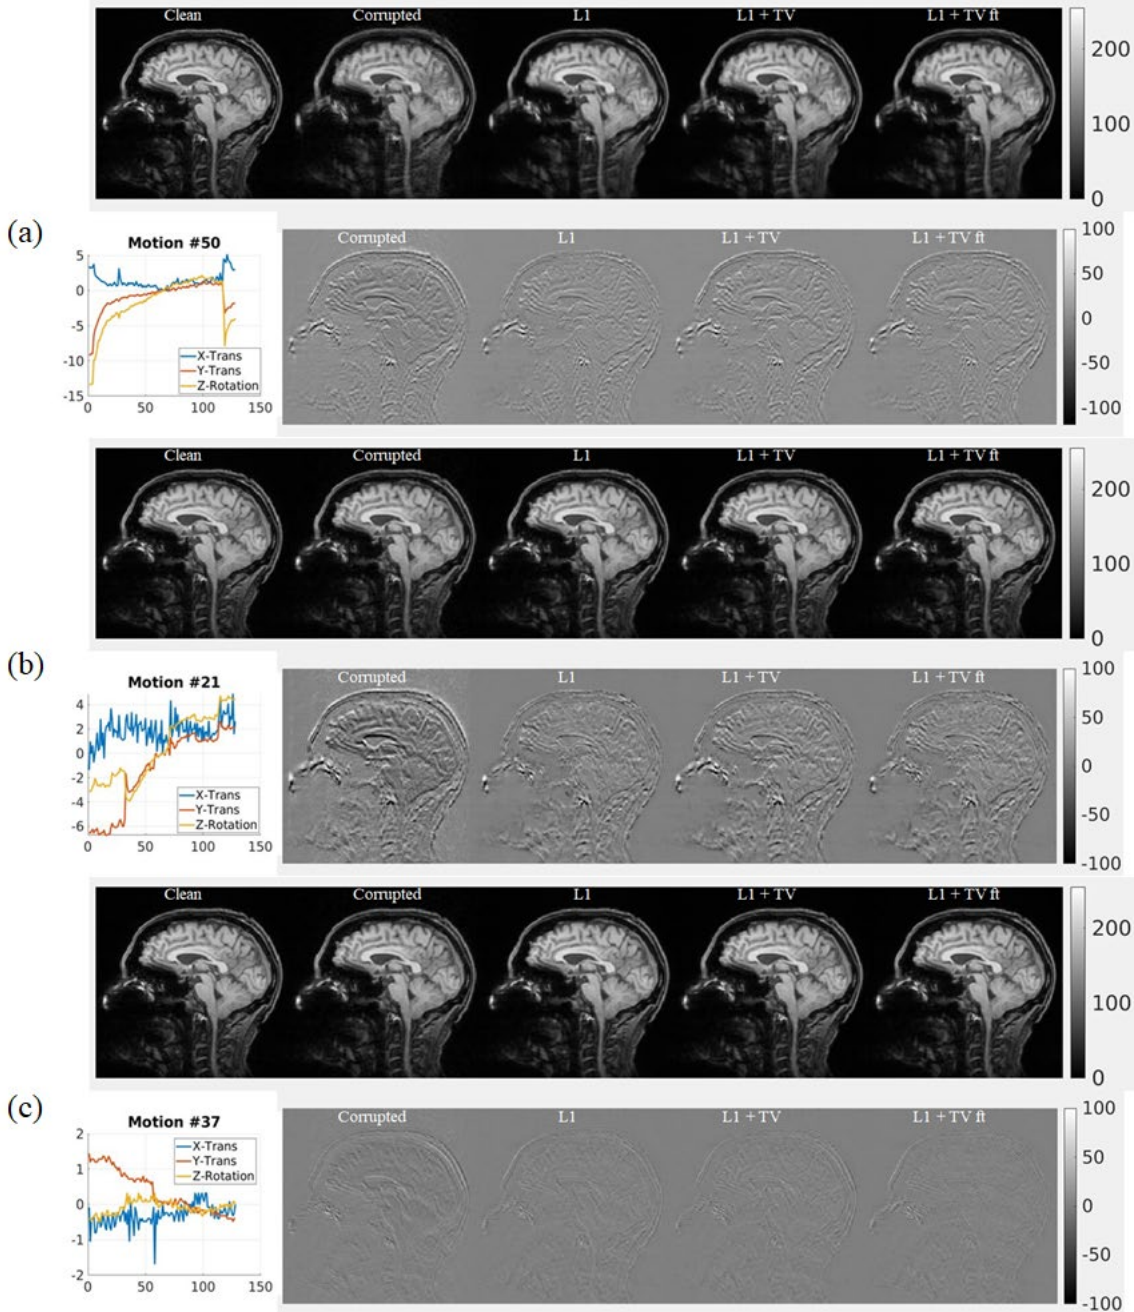 Clean Corrupted L1 L1 + TV L1 + TV ft
200
100
0
(a)
Motion #50
5
0
-5
-10
-15
0 50 100 150
X-Trans
Y-Trans
Z-Rotation
Corrupted L1 L1 + TV L1 + TV ft
100
50
0
-50
-100
Clean Corrupted L1 L1 + TV L1 + TV ft
200
100
0
(b)
Motion #21
4
2
0
-2
-4
-6
0 50 100 150
X-Trans
Y-Trans
Z-Rotation
Corrupted L1 L1 + TV L1 + TV ft
100
50
0
-50
-100
Clean Corrupted L1 L1 + TV L1 + TV ft
200
100
0
(c)
Motion #37
2
1
0
-1
-2
0 50 100 150
X-Trans
Y-Trans
Z-Rotation
Corrupted L1 L1 + TV L1 + TV ft
100
50
0
-50
-100